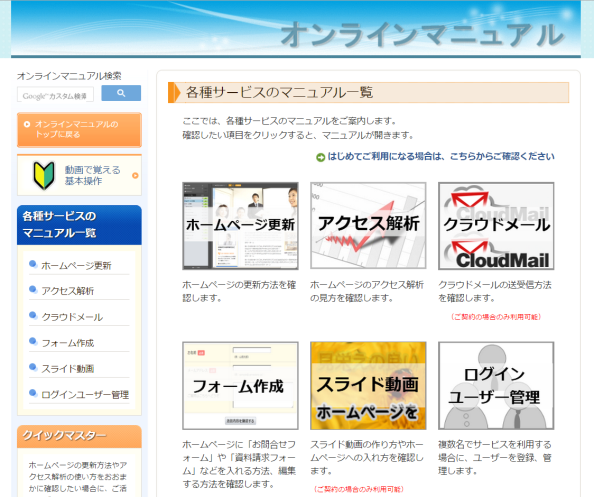 オンラインマニュアル
オンラインマニュアル検索
Google カスタム検索
オンラインマニュアルの
トップに戻る
動画で覚える
基本操作
各種サービスの
マニュアル一覧
ホームページ更新
アクセス解析
クラウドメール
フォーム作成
スライド動画
ログインユーザー管理
クイックマスター
ホームページの更新方法やア
クセス解析の使い方をおおま
かに確認したい場合に、ご活
各種サービスのマニュアル一覧
ここでは、各種サービスのマニュアルをご案内します。
確認したい項目をクリックすると、マニュアルが開きます。
はじめてご利用になる場合は、こちらからご確認ください
ホームページ更新
アクセス解析
CloudMail
クラウドメール
CloudMail
ホームページの更新方法を確
認します。
ホームページのアクセス解析
の見方を確認します。
クラウドメールの送受信方法
を確認します。
（ご契約の場合のみ利用可能）
フォーム作成
スライド動画
ホームページを
ログイン
ユーザー管理
ホームページに「お問合せフ
ォーム」や「資料請求フォー
ム」などを入れる方法、編集
する方法を確認します。
スライド動画の作り方やホー
ムページへの入れ方を確認し
ます。
（ご契約の場合のみ利用可能）
複数名でサービスを利用する
場合に、ユーザーを登録、管
理します。